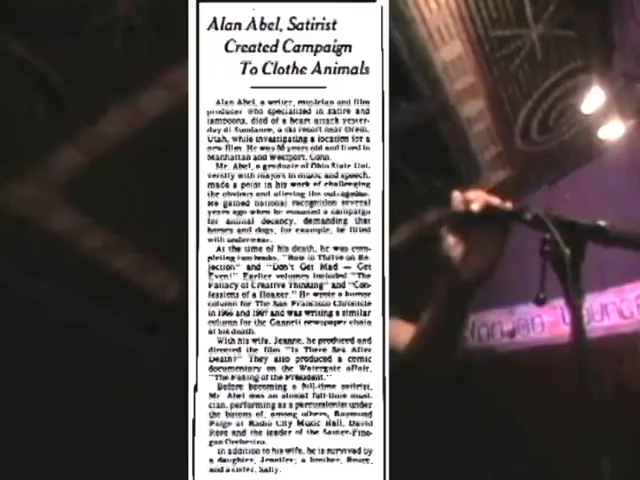 Alan Abel, Satirist
Created Campaign
To Clothe Animals
Alan Abel, a writer, musician and film
producer who specialized in satire and
lampoons, died of a heart attack yester-
day at Sundance, a ski resort near Orem,
Utah, while investigating a location for a
new film. He was 50 years old and lived in
Manhattan and Westport, Conn.
Mr. Abel, a graduate of Ohio State Uni-
versity with majors in music and speech,
made a point in his work of challenging
the obvious and uttering the outrageous.
He gained national recognition several
years ago when he mounted a campaign
for animal decency, demanding that
horses and dogs, for example, be fitted
with underwear.
At the time of his death, he was com-
pleting two books, "How to Thrive on Re-
jection" and "Don't Get Mad — Get
Even!" Earlier volumes included "The
Fallacy of Creative Thinking" and "Con-
fessions of a Hoaxer." He wrote a humor
column for The San Francisco Chronicle
in 1966 and 1967 and was writing a similar
column for the Gannett newspaper chain
at his death.
With his wife, Jeanne, he produced and
directed the film "Is There Sex After
Death?" They also produced a comic
documentary on the Watergate affair,
"The Faking of the President."
Before becoming a full-time satirist,
Mr. Abel was an almost full-time musi-
cian, performing as a percussionist under
the batons of, among others, Raymond
Paige at Radio City Music Hall, David
Rose and the leader of the Sauter-Fine-
gan Orchestra.
In addition to his wife, he is survived by
a daughter, Jennifer; a brother, Bruce,
and a sister, Sally.